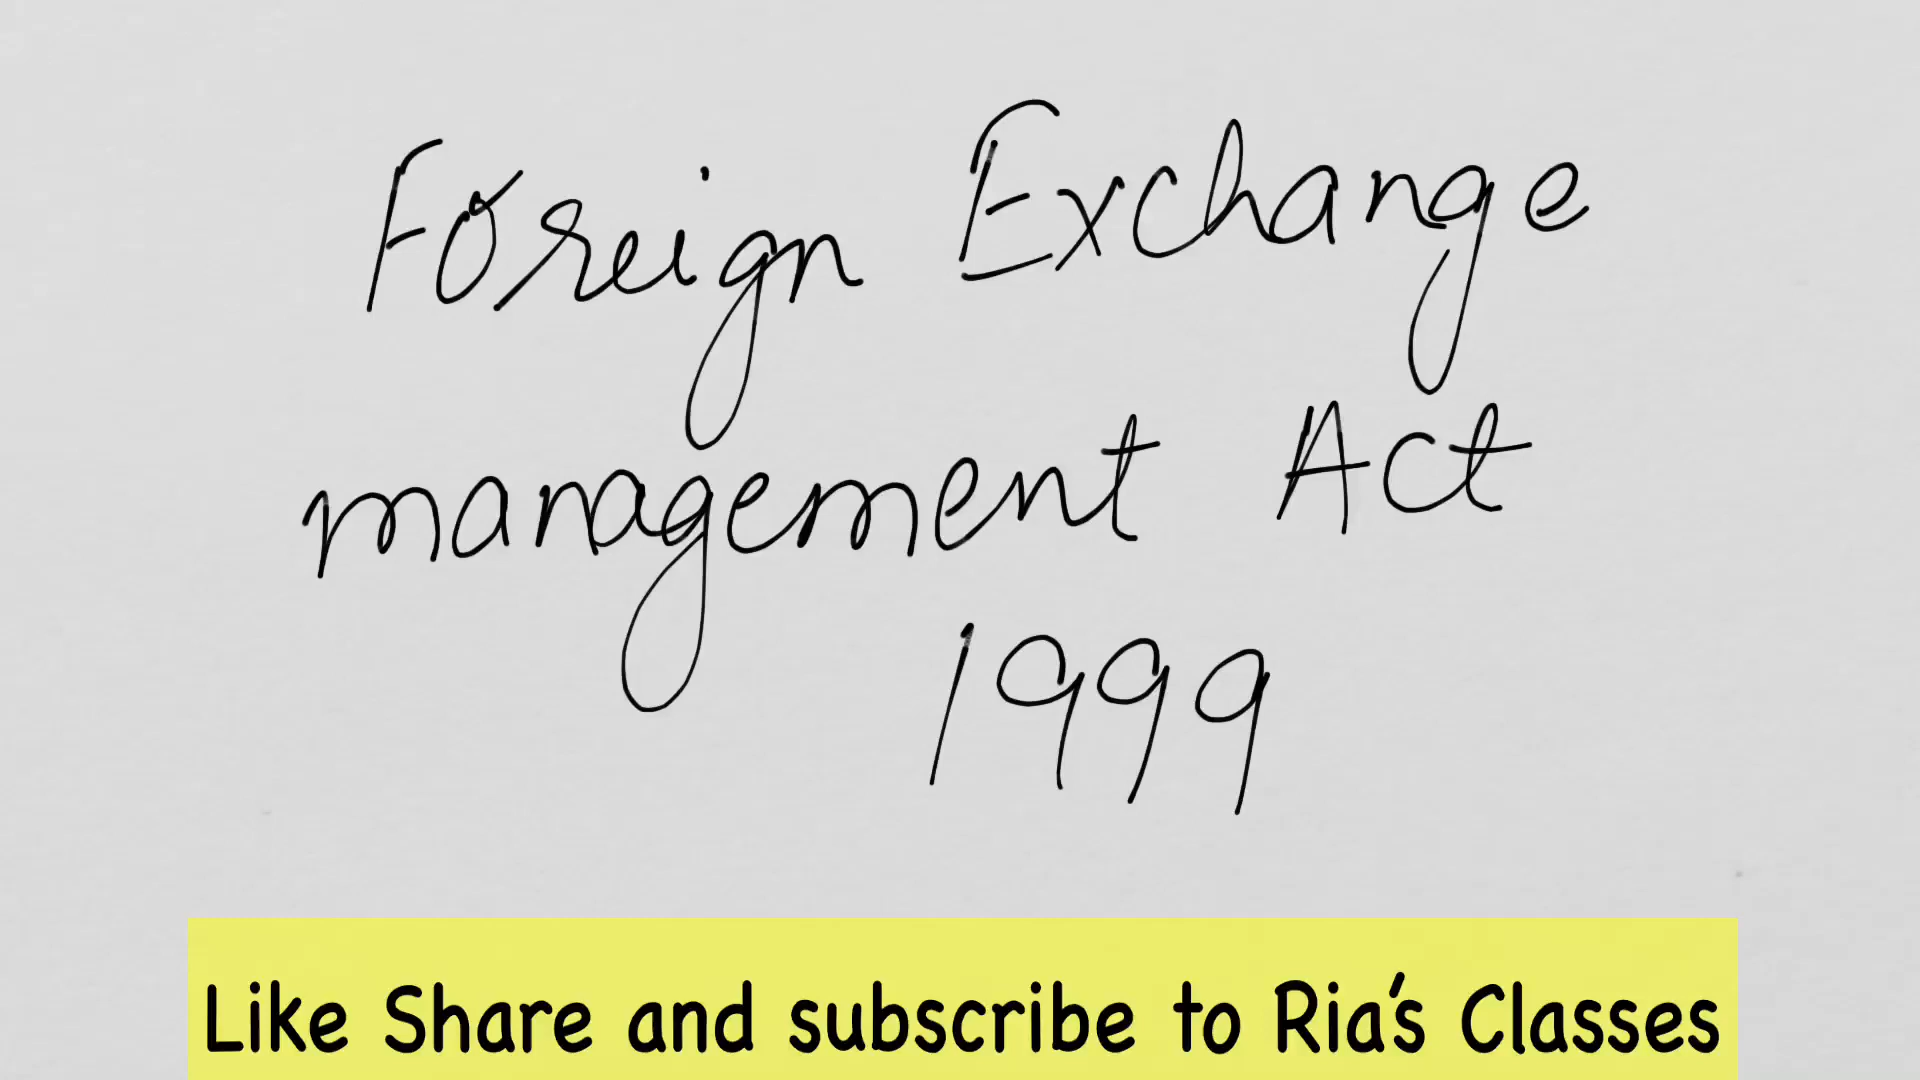 Foreign Exchange
management Act
1999
Like Share and subscribe to Ria's Classes